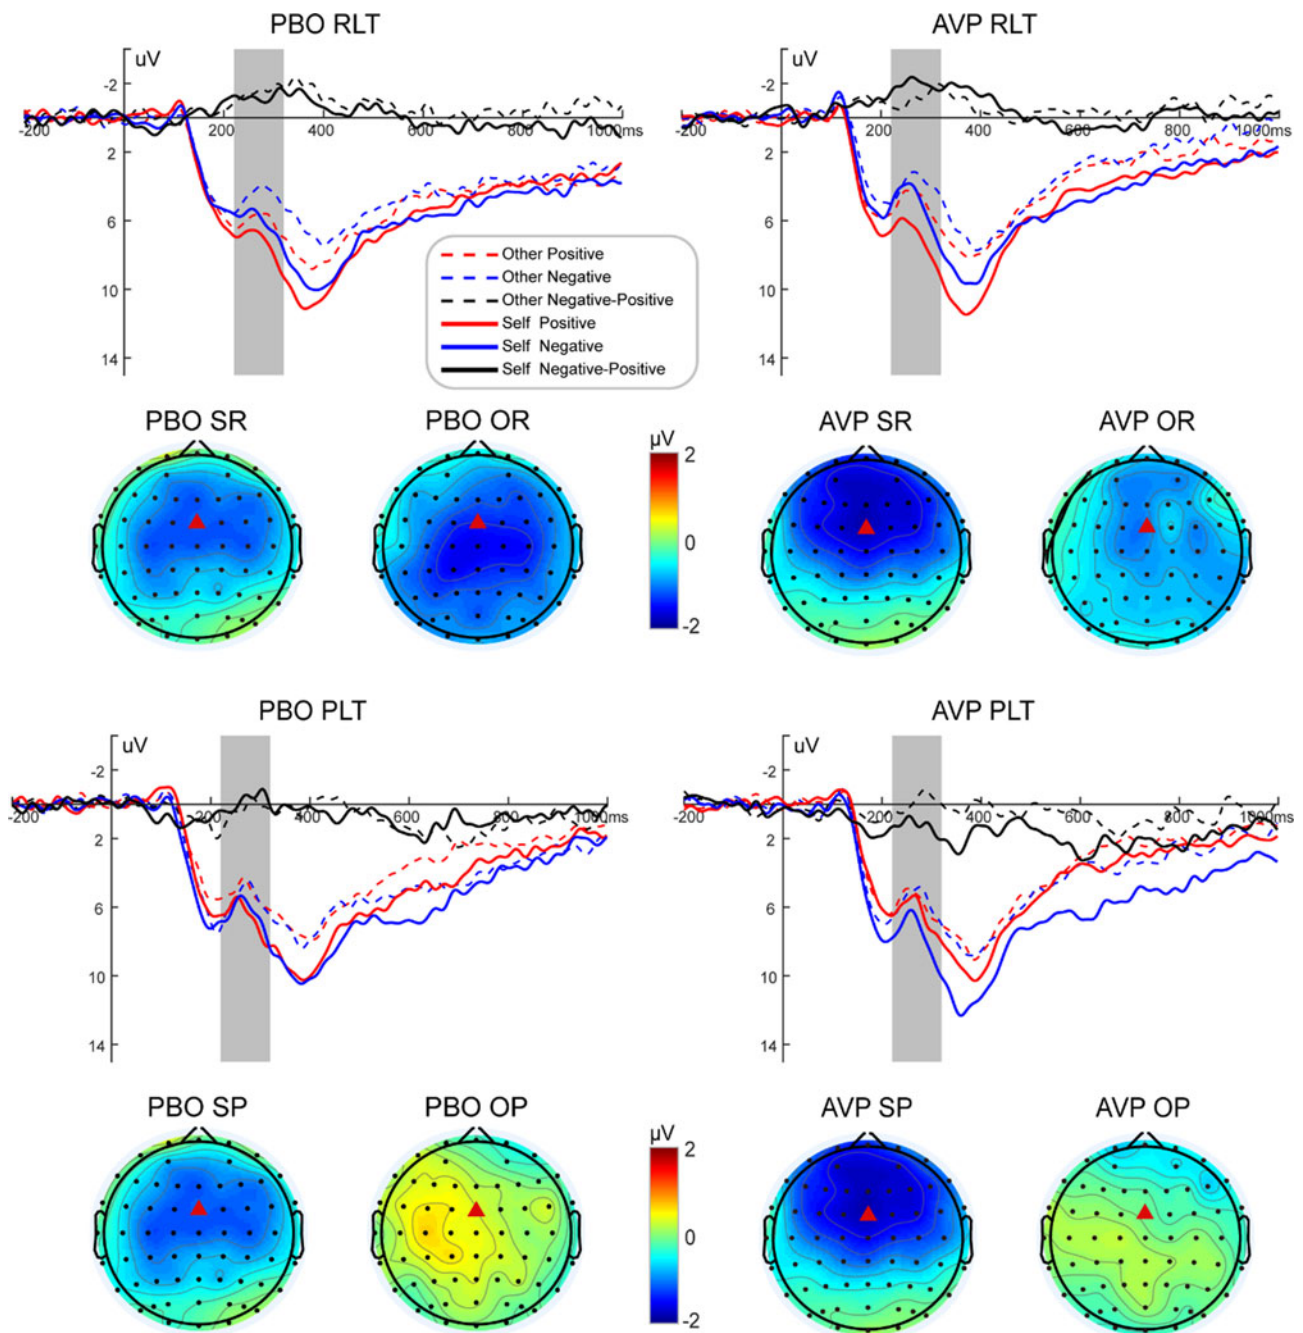 PBO RLT
AVP RLT
uV
uV
-2
-2
-200 200 400 600 800 1000ms
-200 200 400 600 800 1000ms
2
2
6
6
10
10
14
14
Other Positive
Other Negative
Other Negative-Positive
Self Positive
Self Negative
Self Negative-Positive
PBO SR
PBO OR
AVP SR
AVP OR
µV
2
0
-2
PBO PLT
AVP PLT
uV
uV
-2
-2
-200 200 400 600 800 1000ms
-200 200 400 600 800 1000ms
2
2
6
6
10
10
14
14
PBO SP
PBO OP
AVP SP
AVP OP
µV
2
0
-2